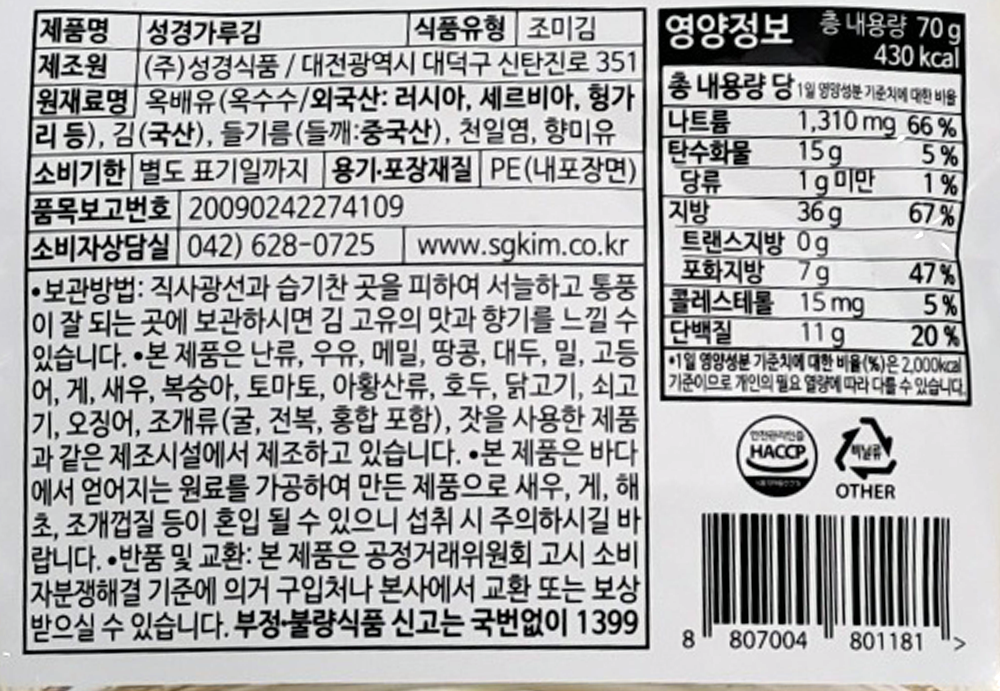 제품명 성경가루김 식품유형 조미김
제조원 (주)성경식품 / 대전광역시 대덕구 신탄진로 351
원재료명 옥배유(옥수수/외국산: 러시아, 세르비아, 헝가
리 등), 김(국산), 들기름(들깨:중국산), 천일염, 향미유
소비기한 별도 표기일까지 용기·포장재질 PE(내포장면)
품목보고번호 20090242274109
소비자상담실 042) 628-0725 www.sgkim.co.kr
•보관방법: 직사광선과 습기찬 곳을 피하여 서늘하고 통풍
이 잘 되는 곳에 보관하시면 김 고유의 맛과 향기를 느낄 수
있습니다. •본 제품은 난류, 우유, 메밀, 땅콩, 대두, 밀, 고등
어, 게, 새우, 복숭아, 토마토, 아황산류, 호두, 닭고기, 쇠고
기, 오징어, 조개류(굴, 전복, 홍합 포함), 잣을 사용한 제품
과 같은 제조시설에서 제조하고 있습니다. •본 제품은 바다
에서 얻어지는 원료를 가공하여 만든 제품으로 새우, 게, 해
초, 조개껍질 등이 혼입 될 수 있으니 섭취 시 주의하시길 바
랍니다. •반품 및 교환: 본 제품은 공정거래위원회 고시 소비
자분쟁해결 기준에 의거 구입처나 본사에서 교환 또는 보상
받으실 수 있습니다. 부정·불량식품 신고는 국번없이 1399
영양정보 총 내용량 70 g
430 kcal
총 내용량 당 1일 영양성분 기준치에 대한 비율
나트륨 1,310 mg 66 %
탄수화물 15 g 5 %
당류 1 g 미만 1 %
지방 36 g 67 %
트랜스지방 0 g
포화지방 7 g 47 %
콜레스테롤 15 mg 5 %
단백질 11 g 20 %
•1일 영양성분 기준치에 대한 비율(%)은 2,000kcal
기준이므로 개인의 필요 열량에 따라 다를 수 있습니다.
안전관리인증
HACCP
비닐류
OTHER
8 807004 801181 >